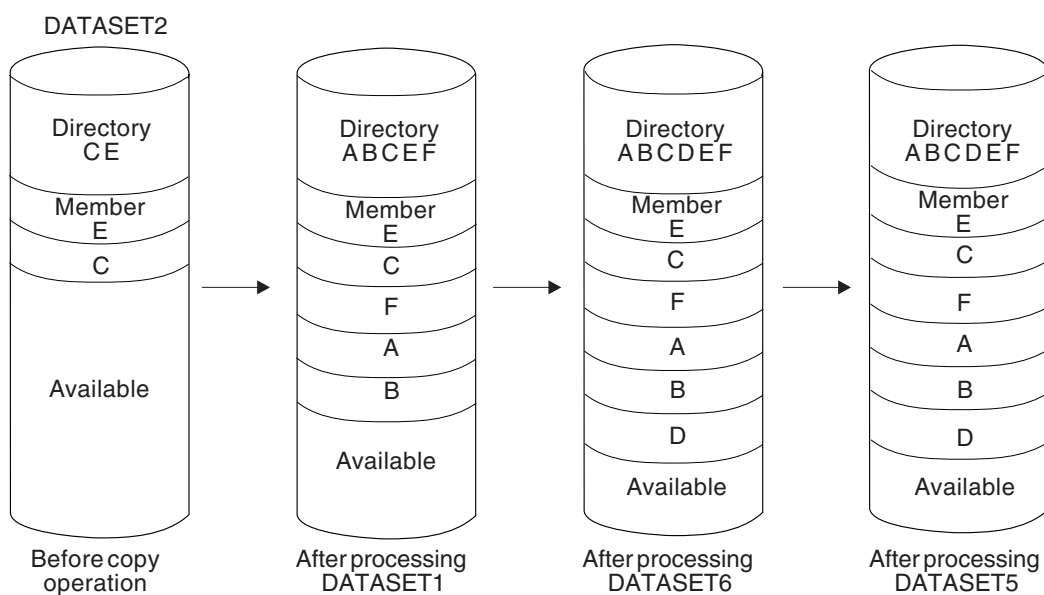 DATASET2
Directory
C E
Member
E
C
Available
Before copy
operation
Directory
A B C E F
Member
E
C
F
A
B
Available
After processing
DATASET1
Directory
A B C D E F
Member
E
C
F
A
B
D
Available
After processing
DATASET6
Directory
A B C D E F
Member
E
C
F
A
B
D
Available
After processing
DATASET5